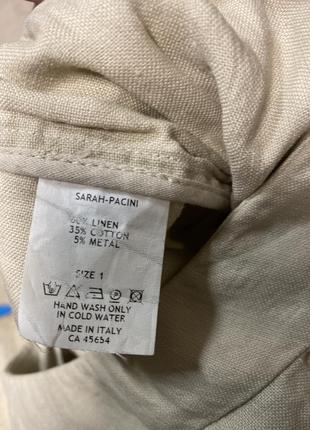 SARAH-PACINI
60% LINEN
35% COTTON
5% METAL
SIZE 1
HAND WASH ONLY
IN COLD WATER
MADE IN ITALY
CA 45654